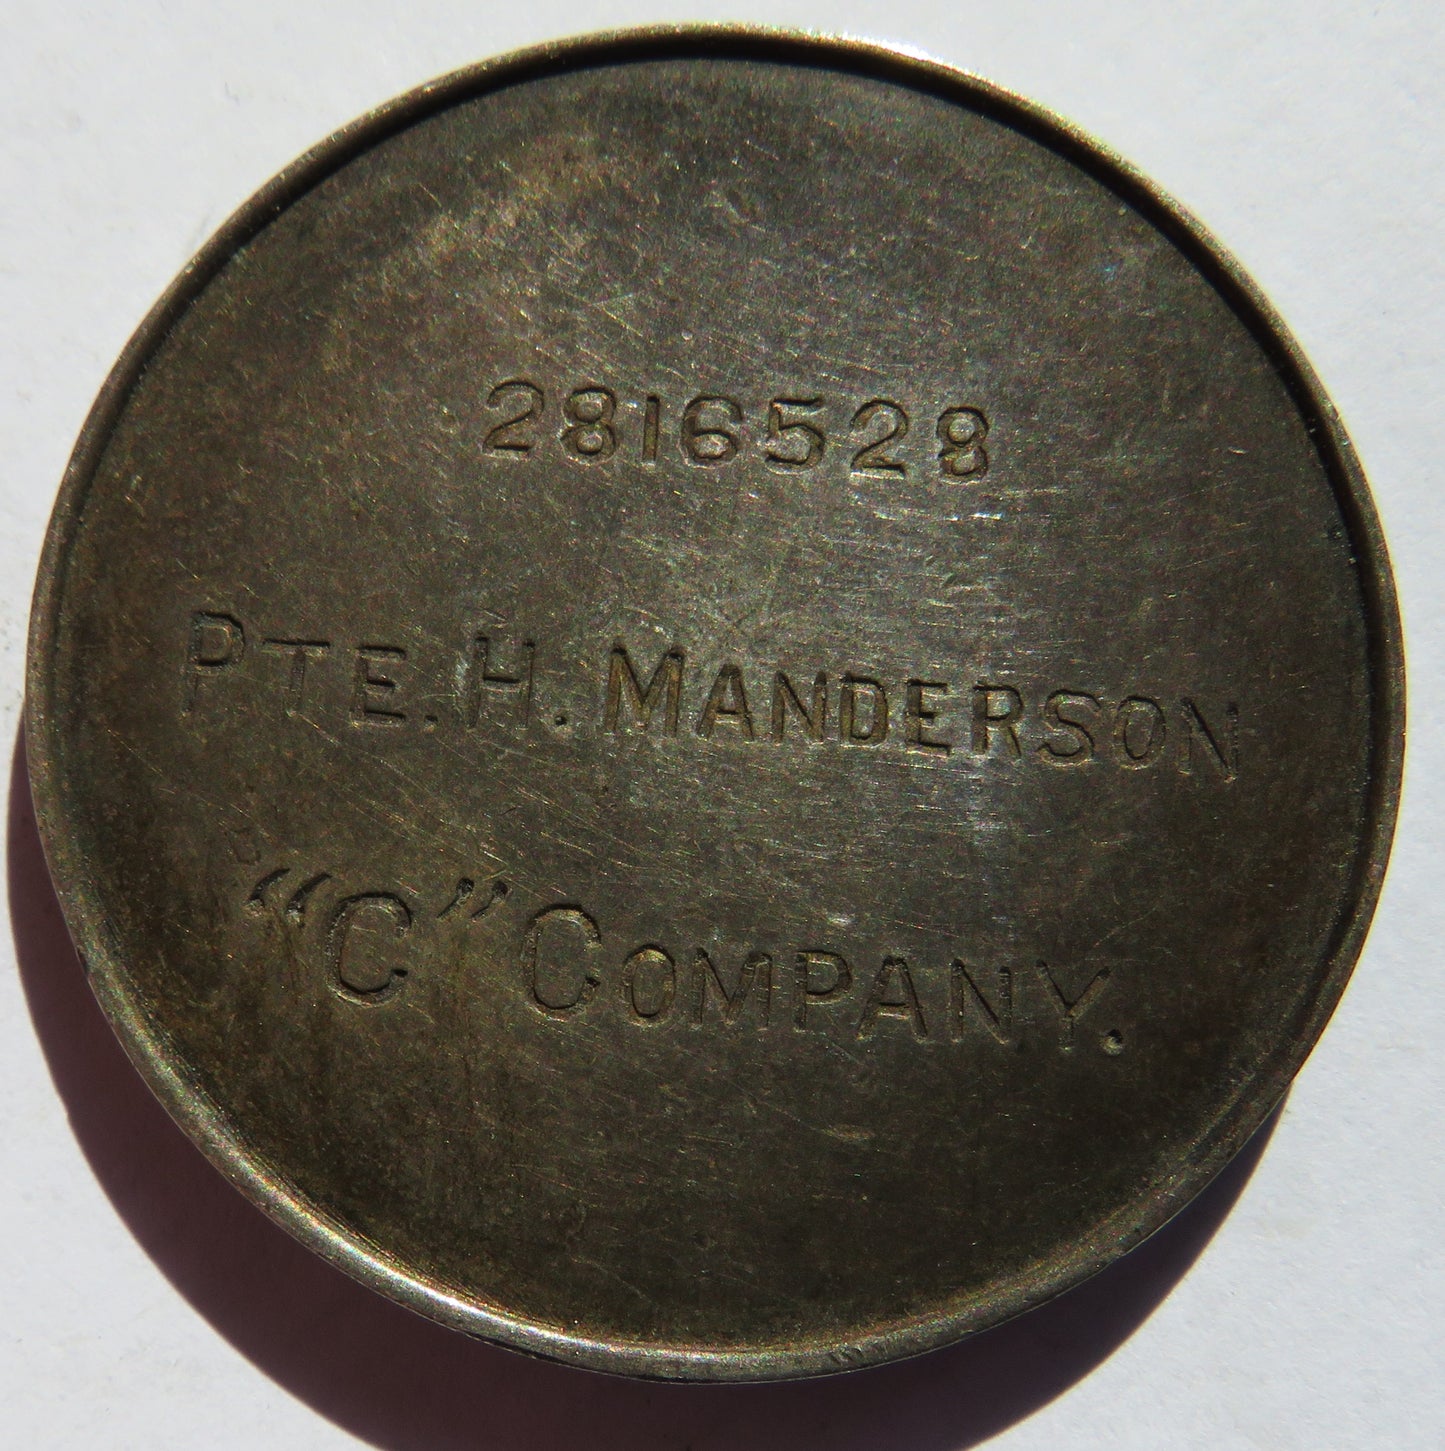 2816528
PTE. H. MANDERSON
“C” COMPANY.